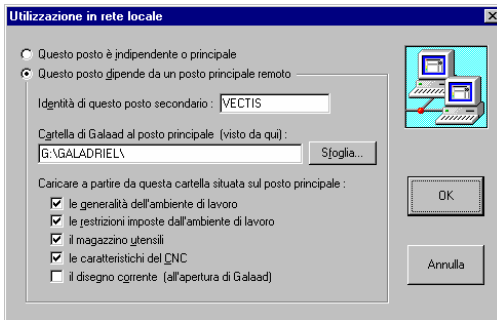 Utilizzazione in rete locale
Questo posto è indipendente o principale
Questo posto dipende da un posto principale remoto
Identità di questo posto secondario : VECTIS
Cartella di Galaad al posto principale (visto da qui) :
G:\GALADRIEL\ Sfoglia...
Caricare a partire da questa cartella situata sul posto principale :
le generalità dell'ambiente di lavoro
le restrizioni imposte dall'ambiente di lavoro
il magazzino utensili
le caratteristichi del CNC
il disegno corrente (all'apertura di Galaad)
OK
Annulla